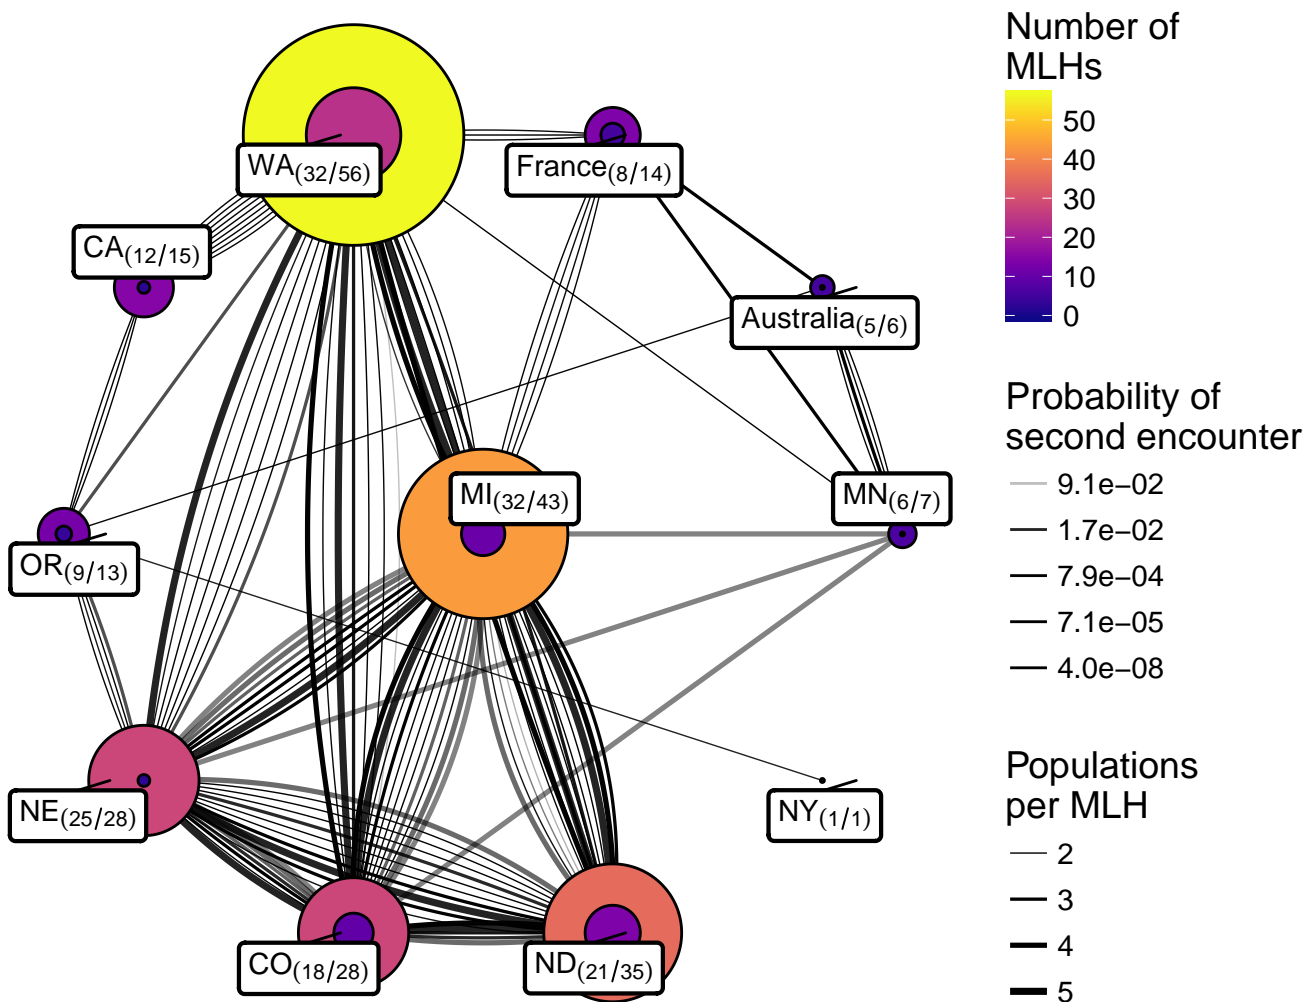 Number of
MLHs
50
40
30
20
10
0
WA(32/56)
France(8/14)
CA(12/15)
Australia(5/6)
Probability of
second encounter
9.1e−02
1.7e−02
7.9e−04
7.1e−05
4.0e−08
MI(32/43)
MN(6/7)
OR(9/13)
Populations
per MLH
2
3
4
5
NE(25/28)
NY(1/1)
CO(18/28)
ND(21/35)